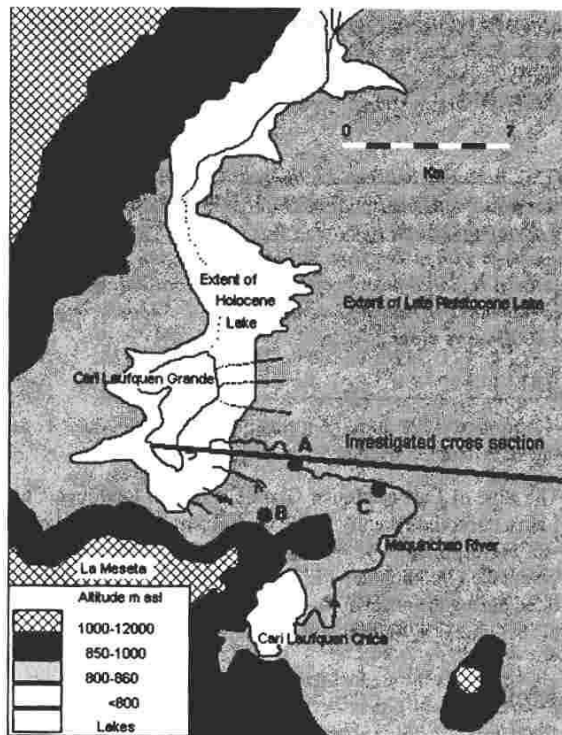 0 7
Km
Extent of
Holocene
Lake
Extent of Late Pleistocene Lake
Cari Laufquen Grande
A
Investigated cross section
C
B
Maquinchao River
La Meseta
Altitude m asl
Cari Laufquen Chica
1000-12000
850-1000
800-860
<800
Lakes